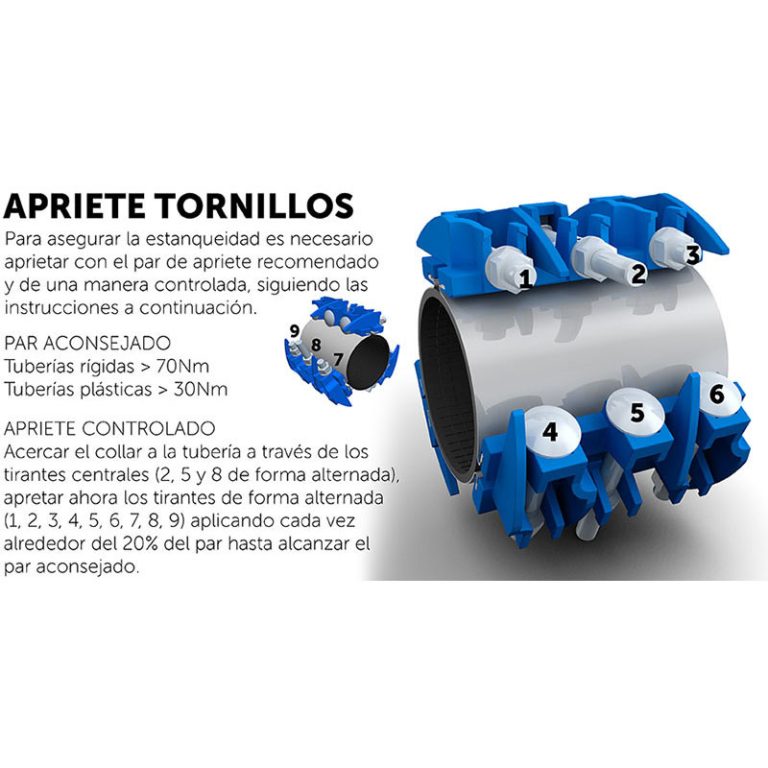 APRIETE TORNILLOS
Para asegurar la estanqueidad es necesario
aprietar con el par de apriete recomendado
y de una manera controlada, siguiendo las
instrucciones a continuación.
PAR ACONSEJADO
Tuberías rígidas > 70Nm
Tuberías plásticas > 30Nm
APRIETE CONTROLADO
Acercar el collar a la tubería a través de los
tirantes centrales (2, 5 y 8 de forma alternada),
apretar ahora los tirantes de forma alternada
(1, 2, 3, 4, 5, 6, 7, 8, 9) aplicando cada vez
alrededor del 20% del par hasta alcanzar el
par aconsejado.
9
8
7
1
2
3
4
5
6